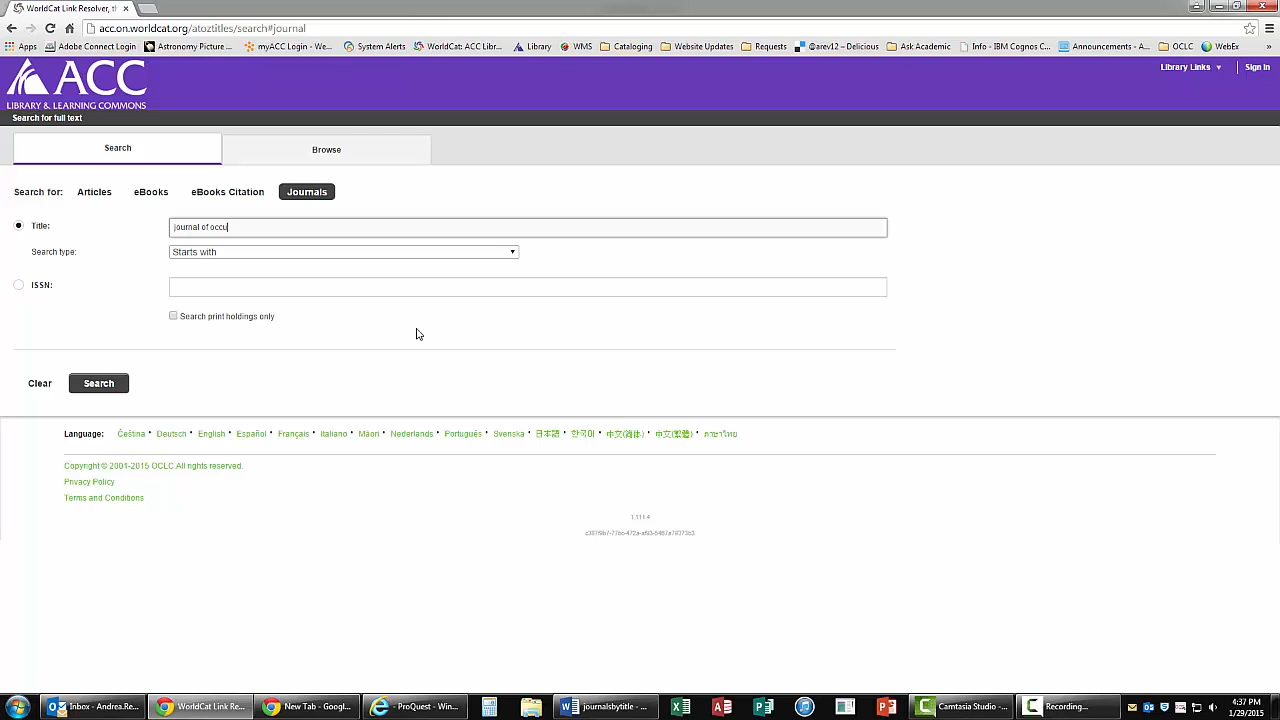 WorldCat Link Resolver, th
acc.on.worldcat.org/atoztitles/search#journal
Apps Adobe Connect Login Astronomy Picture ... myACC Login - We... System Alerts WorldCat: ACC Libr... Library WMS Cataloging Website Updates Requests @arev12 – Delicious Ask Academic Info - IBM Cognos C... Announcements - A... OCLC WebEx »
ACC
LIBRARY & LEARNING COMMONS
Library Links Sign In
Search for full text
Search Browse
Search for: Articles eBooks eBooks Citation Journals
Title: journal of occu
Search type: Starts with
ISSN:
Search print holdings only
Clear Search
Language: Čeština • Deutsch • English • Español • Français • Italiano • Māori • Nederlands • Português • Svenska • 日本語 • 한국어 • 中文(简体) • 中文(繁體) • ภาษาไทย
Copyright © 2001-2015 OCLC.All rights reserved.
Privacy Policy
Terms and Conditions
1.111.4
Inbox - Andrea.Re... WorldCat Link Re... New Tab - Googl... - ProQuest - Win... journalsbytitle - ... Camtasia Studio - ... Recording...
4:37 PM
1/29/2015